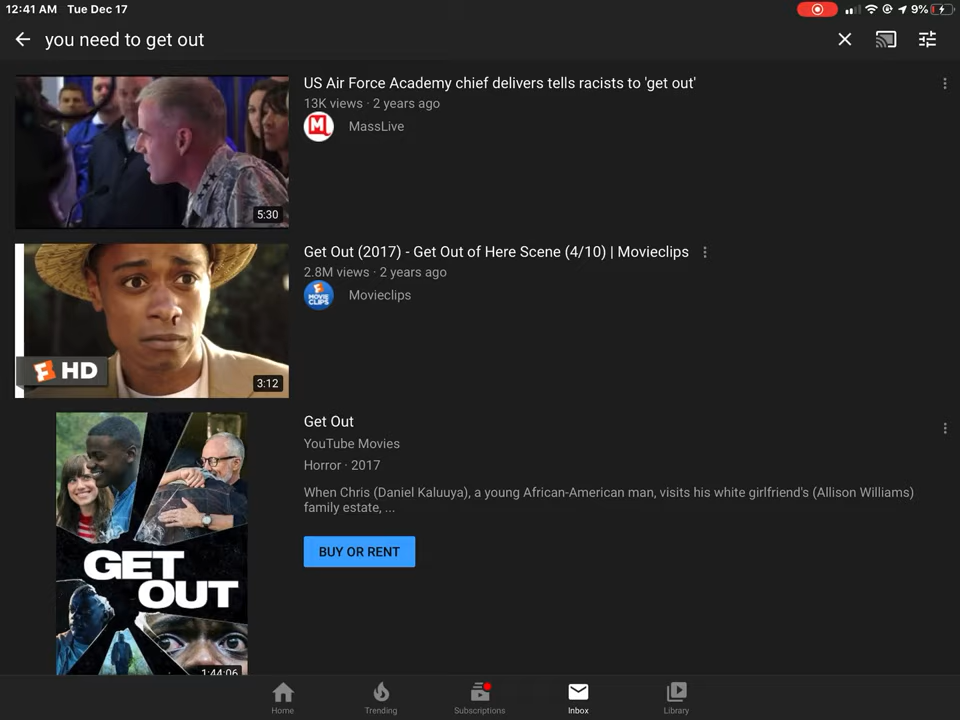 12:41 AM Tue Dec 17
9%
you need to get out
US Air Force Academy chief delivers tells racists to 'get out'
13K views · 2 years ago
M
MassLive
5:30
Get Out (2017) - Get Out of Here Scene (4/10) | Movieclips
2.8M views · 2 years ago
MOVIE
CLIPS
Movieclips
F HD
3:12
Get Out
YouTube Movies
Horror · 2017
When Chris (Daniel Kaluuya), a young African-American man, visits his white girlfriend's (Allison Williams)
family estate, ...
BUY OR RENT
GET
OUT
1:44:06
Home
Trending
Subscriptions
Inbox
Library